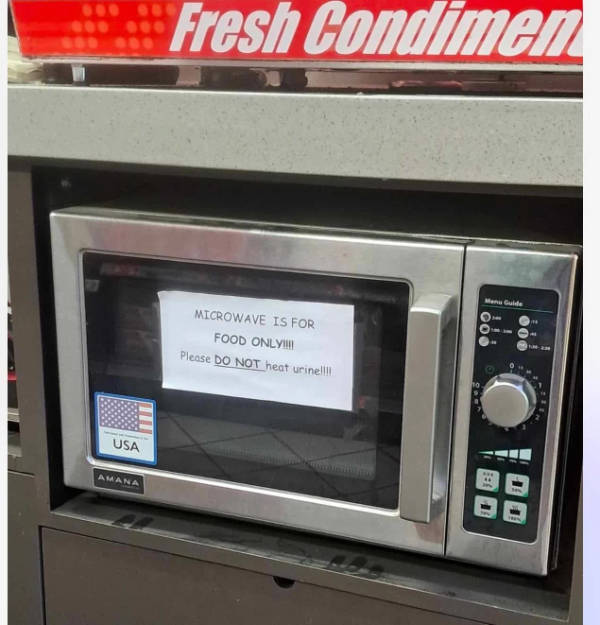 Fresh Condimen
MICROWAVE IS FOR
FOOD ONLY!!!!
Please DO NOT heat urine!!!!
USA
AMANA
Menu Guide